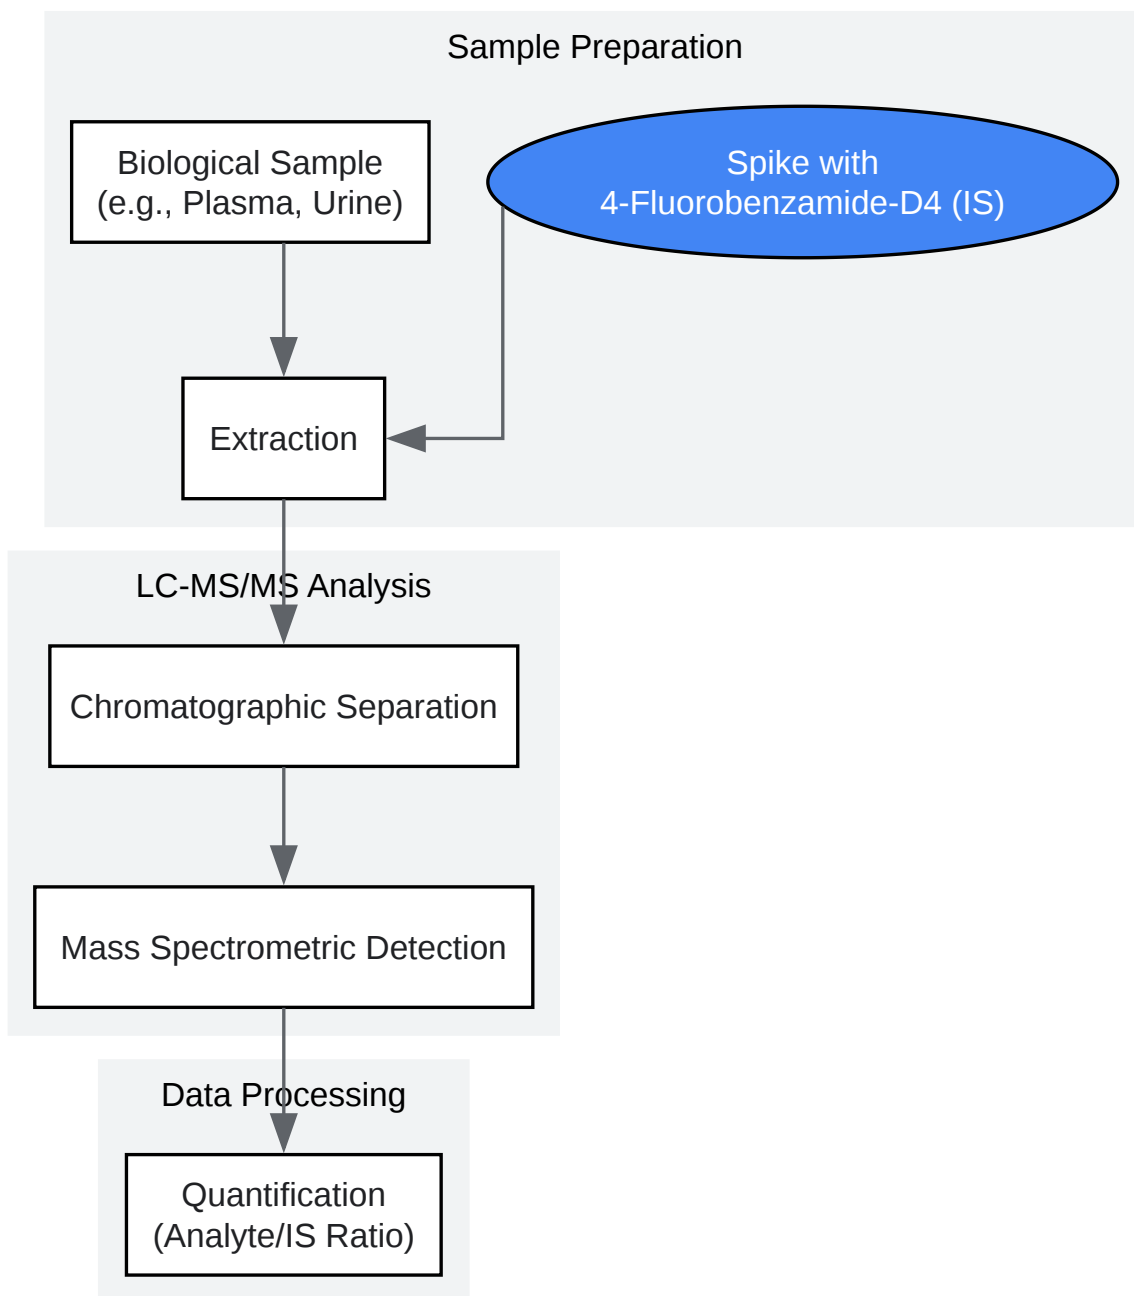 Sample Preparation
Biological Sample
(e.g., Plasma, Urine)
Spike with
4-Fluorobenzamide-D4 (IS)
Extraction
LC-MS/MS Analysis
Chromatographic Separation
Mass Spectrometric Detection
Data Processing
Quantification
(Analyte/IS Ratio)